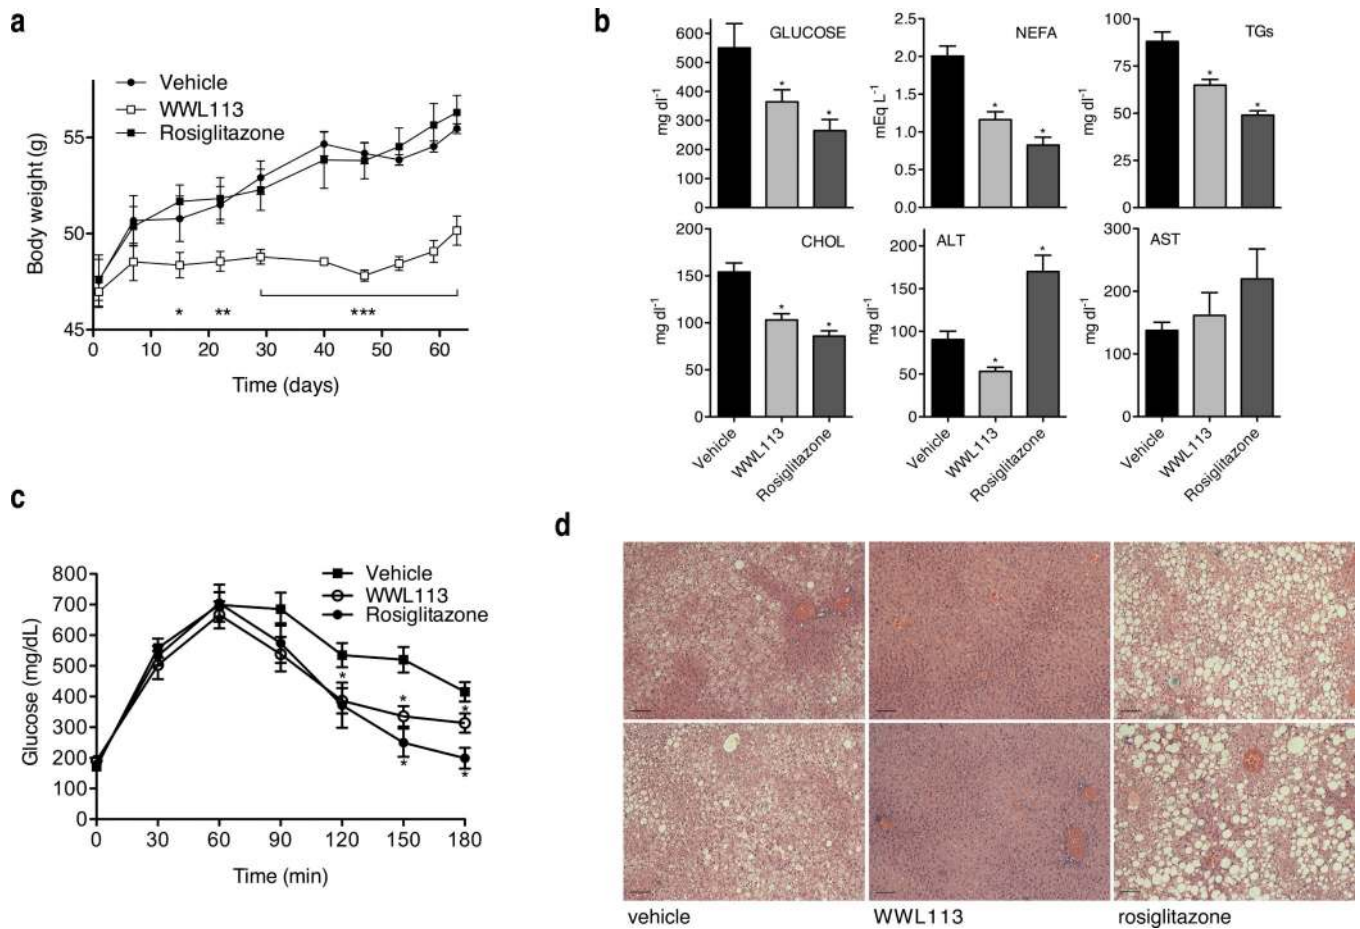 a
Vehicle
WWL113
Rosiglitazone
Body weight (g)
55
50
45
* ** ***
0 10 20 30 40 50 60
Time (days)
b
GLUCOSE
mg dl-1
600
500
400
300
200
100
0
* *
NEFA
mEq L-1
2.5
2.0
1.5
1.0
0.5
0.0
* *
TGs
mg dl-1
100
75
50
25
0
* *
CHOL
mg dl-1
200
150
100
50
0
* *
Vehicle
WWL113
Rosiglitazone
ALT
mg dl-1
200
150
100
50
0
* *
Vehicle
WWL113
Rosiglitazone
AST
mg dl-1
300
200
100
0
Vehicle
WWL113
Rosiglitazone
c
Vehicle
WWL113
Rosiglitazone
Glucose (mg/dL)
800
700
600
500
400
300
200
100
0
* * * * *
0 30 60 90 120 150 180
Time (min)
d
vehicle
WWL113
rosiglitazone